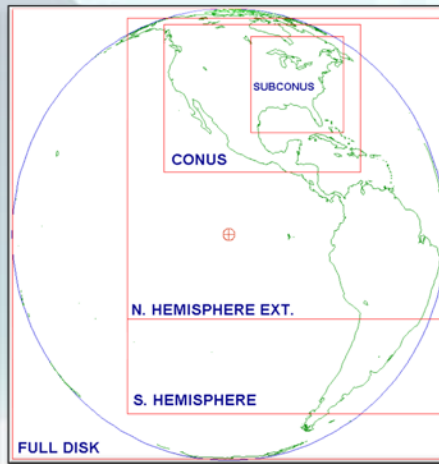 SUBCONUS
CONUS
N. HEMISPHERE EXT.
S. HEMISPHERE
FULL DISK